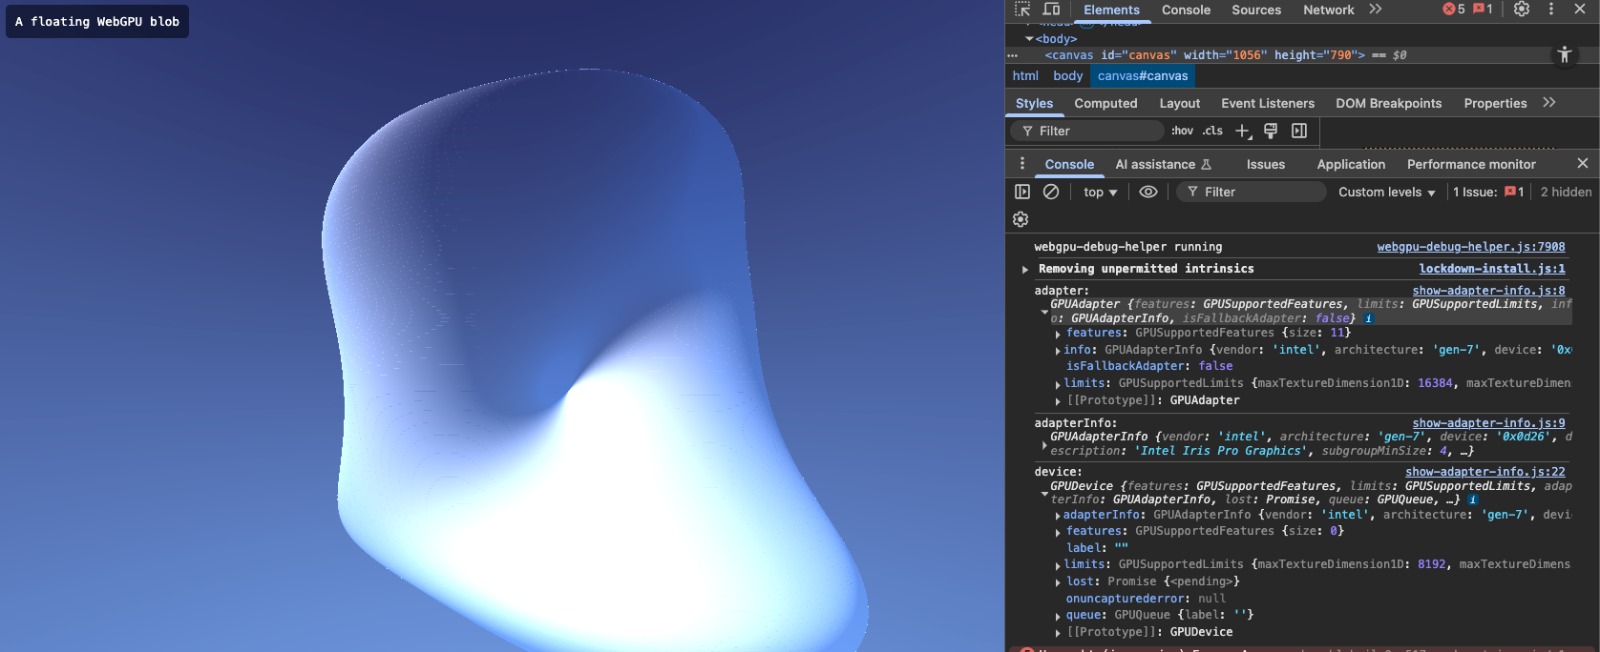 A floating WebGPU blob
Elements Console Sources Network 5 1
<body>
<canvas id="canvas" width="1056" height="790"> == $0
html body canvas#canvas
Styles Computed Layout Event Listeners DOM Breakpoints Properties
Filter :hov .cls
Console AI assistance Issues Application Performance monitor
top Filter Custom levels 1 Issue: 1 2 hidden
webgpu-debug-helper running webgpu-debug-helper.js:7908
Removing unpermitted intrinsics lockdown-install.js:1
adapter: show-adapter-info.js:8
GPUAdapter {features: GPUSupportedFeatures, limits: GPUSupportedLimits, inf
o: GPUAdapterInfo, isFallbackAdapter: false}
features: GPUSupportedFeatures {size: 11}
info: GPUAdapterInfo {vendor: 'intel', architecture: 'gen-7', device: '0x
isFallbackAdapter: false
limits: GPUSupportedLimits {maxTextureDimension1D: 16384, maxTextureDimen
[[Prototype]]: GPUAdapter
adapterInfo: show-adapter-info.js:9
GPUAdapterInfo {vendor: 'intel', architecture: 'gen-7', device: '0x0d26', d
escription: 'Intel Iris Pro Graphics', subgroupMinSize: 4, …}
device: show-adapter-info.js:22
GPUDevice {features: GPUSupportedFeatures, limits: GPUSupportedLimits, adap
terInfo: GPUAdapterInfo, lost: Promise, queue: GPUQueue, …}
adapterInfo: GPUAdapterInfo {vendor: 'intel', architecture: 'gen-7', devi
features: GPUSupportedFeatures {size: 0}
label: ""
limits: GPUSupportedLimits {maxTextureDimension1D: 8192, maxTextureDimens
lost: Promise {<pending>}
onuncapturederror: null
queue: GPUQueue {label: ''}
[[Prototype]]: GPUDevice